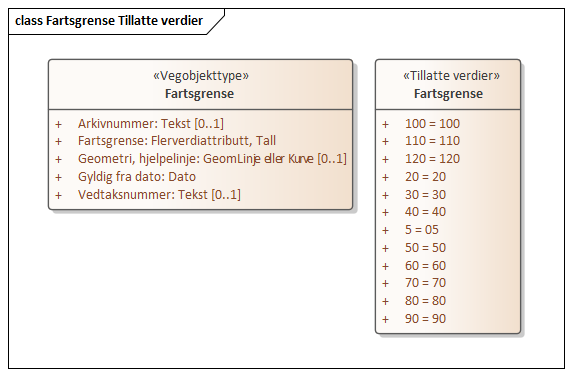 class Fartsgrense Tillatte verdier
«Vegobjekttype»
Fartsgrense
+ Arkivnummer: Tekst [0..1]
+ Fartsgrense: Flerverdiattributt, Tall
+ Geometri, hjelpelinje: GeomLinje eller Kurve [0..1]
+ Gyldig fra dato: Dato
+ Vedtaksnummer: Tekst [0..1]
«Tillatte verdier»
Fartsgrense
+ 100 = 100
+ 110 = 110
+ 120 = 120
+ 20 = 20
+ 30 = 30
+ 40 = 40
+ 5 = 05
+ 50 = 50
+ 60 = 60
+ 70 = 70
+ 80 = 80
+ 90 = 90